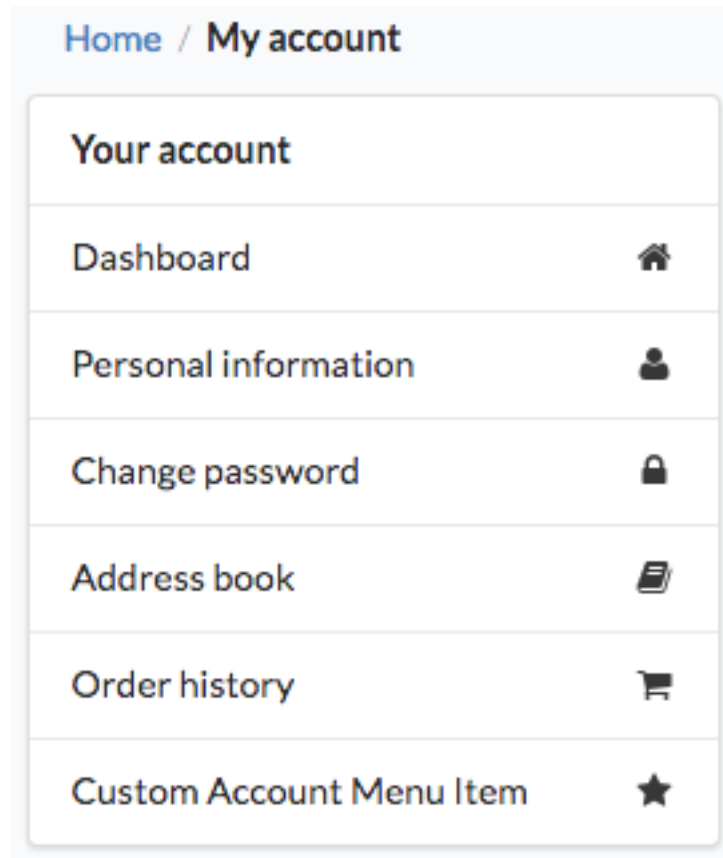 Home / My account
Your account
Dashboard
Personal information
Change password
Address book
Order history
Custom Account Menu Item